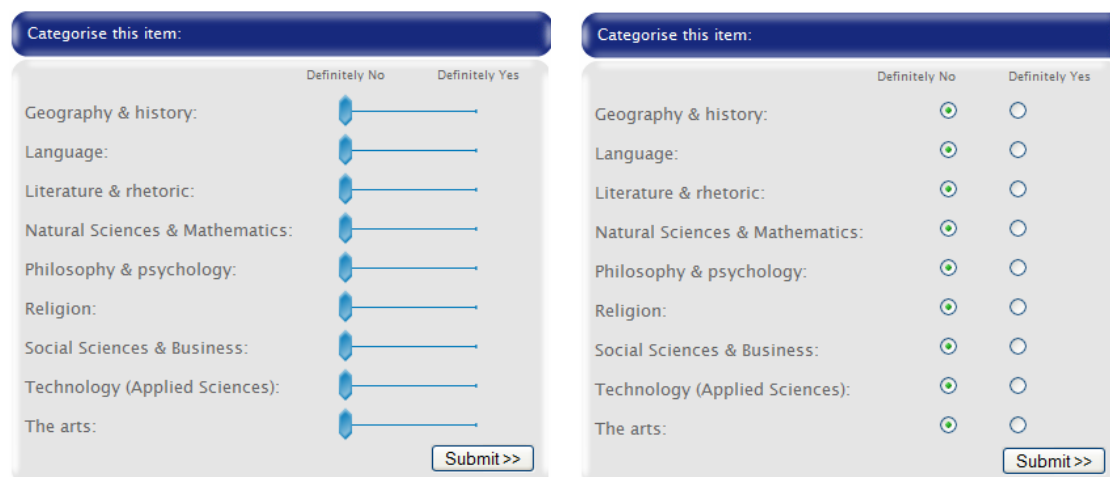 Categorise this item:
Definitely No Definitely Yes
Geography & history:
Language:
Literature & rhetoric:
Natural Sciences & Mathematics:
Philosophy & psychology:
Religion:
Social Sciences & Business:
Technology (Applied Sciences):
The arts:
Submit >>
Categorise this item:
Definitely No Definitely Yes
Geography & history:
Language:
Literature & rhetoric:
Natural Sciences & Mathematics:
Philosophy & psychology:
Religion:
Social Sciences & Business:
Technology (Applied Sciences):
The arts:
Submit >>